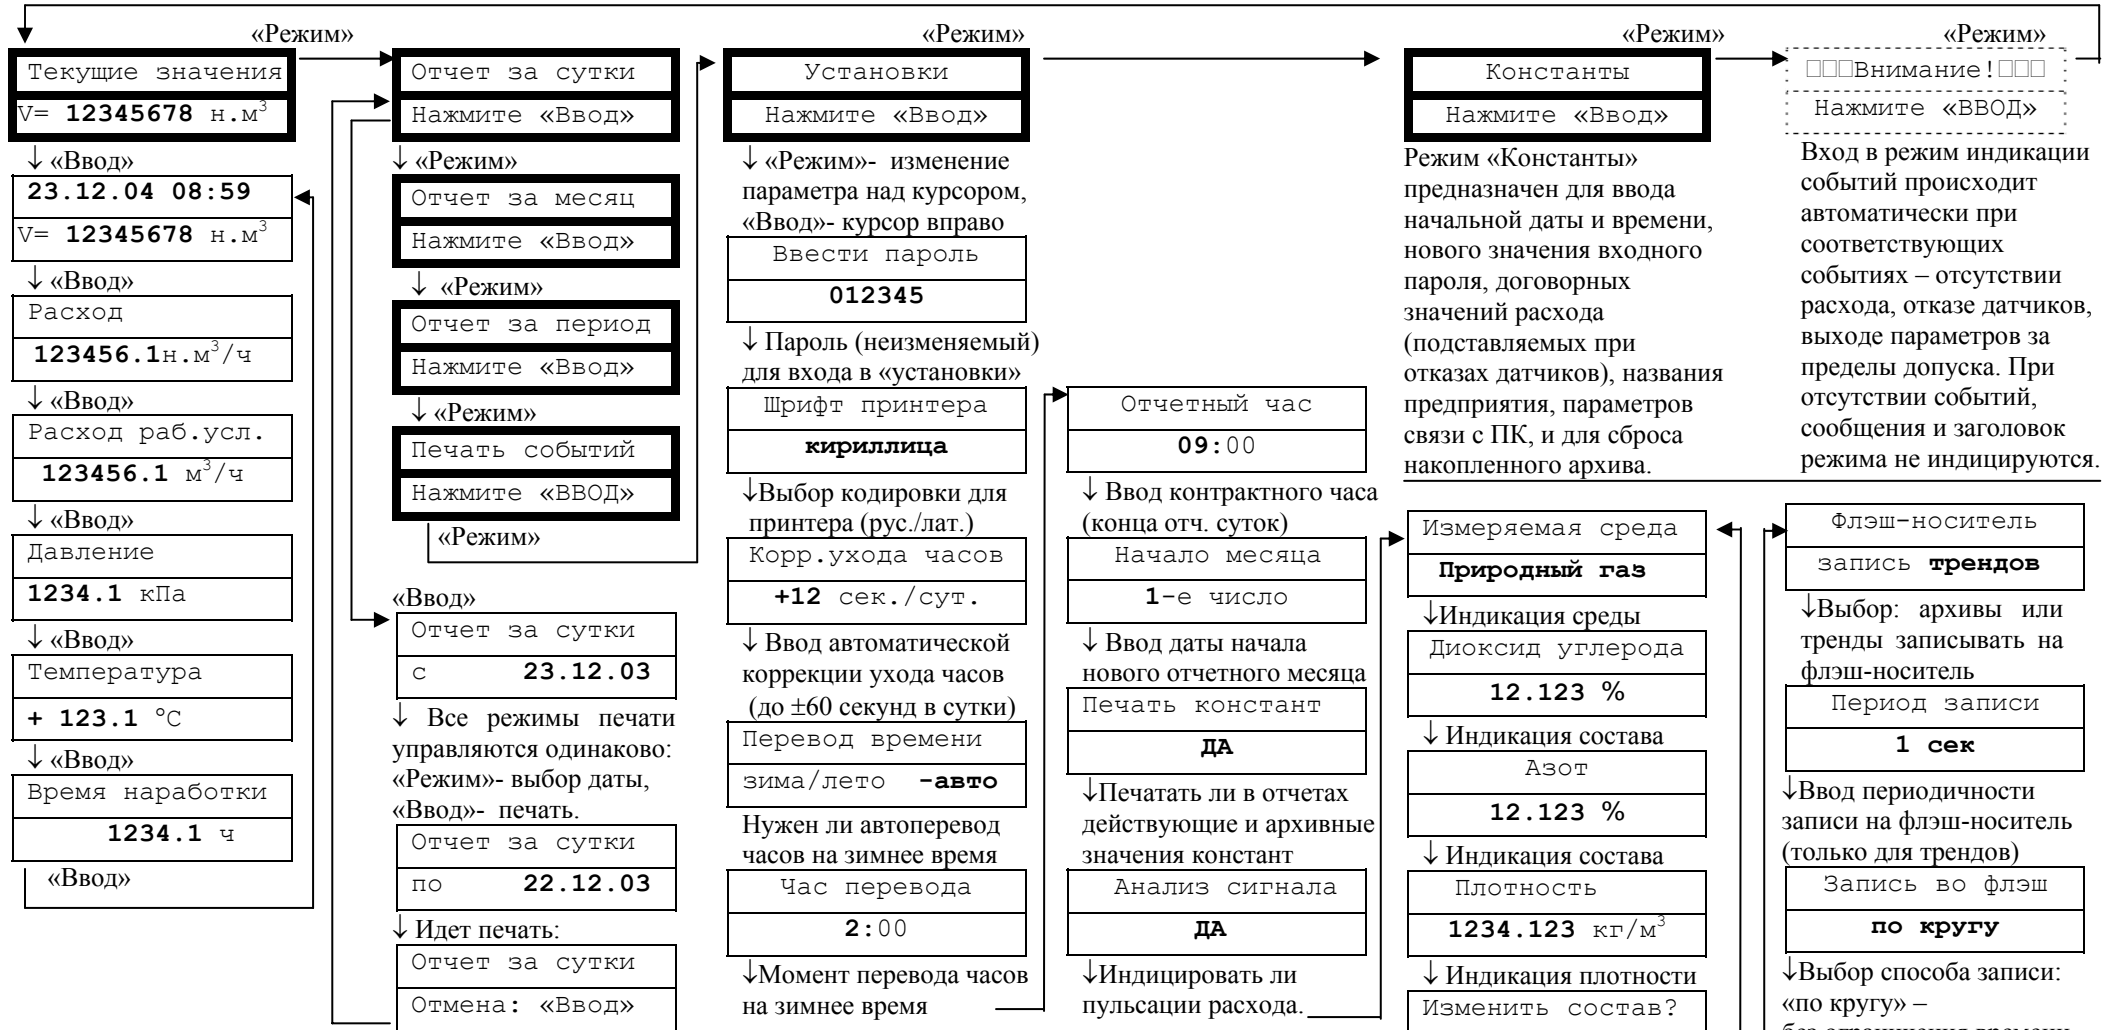 «Режим»
Текущие значения
V= 12345678 н.м³
↓ «Ввод»
23.12.04 08:59
V= 12345678 н.м³
↓ «Ввод»
Расход
123456.1н.м³/ч
↓ «Ввод»
Расход раб.усл.
123456.1 м³/ч
↓ «Ввод»
Давление
1234.1 кПа
↓ «Ввод»
Температура
+ 123.1 °С
↓ «Ввод»
Время наработки
1234.1 ч
«Ввод»
Отчет за сутки
Нажмите «Ввод»
↓ «Режим»
Отчет за месяц
Нажмите «Ввод»
↓ «Режим»
Отчет за период
Нажмите «Ввод»
↓ «Режим»
Печать событий
Нажмите «ВВОД»
«Режим»
«Ввод»
Отчет за сутки
с 23.12.03
↓ Все режимы печати
управляются одинаково:
«Режим»- выбор даты,
«Ввод»- печать.
Отчет за сутки
по 22.12.03
↓ Идет печать:
Отчет за сутки
Отмена: «Ввод»
«Режим»
Установки
Нажмите «Ввод»
↓ «Режим»- изменение
параметра над курсором,
«Ввод»- курсор вправо
Ввести пароль
012345
↓ Пароль (неизменяемый)
для входа в «установки»
Шрифт принтера
кириллица
↓Выбор кодировки для
принтера (рус./лат.)
Корр.ухода часов
+12 сек./сут.
↓ Ввод автоматической
коррекции ухода часов
(до ±60 секунд в сутки)
Перевод времени
зима/лето -авто
Нужен ли автоперевод
часов на зимнее время
Час перевода
2:00
↓Момент перевода часов
на зимнее время
Отчетный час
09:00
↓ Ввод контрактного часа
(конца отч. суток)
Начало месяца
1-е число
↓ Ввод даты начала
нового отчетного месяца
Печать констант
ДА
↓Печатать ли в отчетах
действующие и архивные
значения констант
Анализ сигнала
ДА
↓Индицировать ли
пульсации расхода.
«Режим»
Константы
Нажмите «Ввод»
Режим «Константы»
предназначен для ввода
начальной даты и времени,
нового значения входного
пароля, договорных
значений расхода
(подставляемых при
отказах датчиков), названия
предприятия, параметров
связи с ПК, и для сброса
накопленного архива.
Измеряемая среда
Природный газ
↓Индикация среды
Диоксид углерода
12.123 %
↓ Индикация состава
Азот
12.123 %
↓ Индикация состава
Плотность
1234.123 кг/м³
↓ Индикация плотности
Изменить состав?
«Режим»
□□□Внимание!□□□
Нажмите «ВВОД»
Вход в режим индикации
событий происходит
автоматически при
соответствующих
событиях – отсутствии
расхода, отказе датчиков,
выходе параметров за
пределы допуска. При
отсутствии событий,
сообщения и заголовок
режима не индицируются.
Флэш-носитель
запись трендов
↓Выбор: архивы или
тренды записывать на
флэш-носитель
Период записи
1 сек
↓Ввод периодичности
записи на флэш-носитель
(только для трендов)
Запись во флэш
по кругу
↓Выбор способа записи:
«по кругу» –